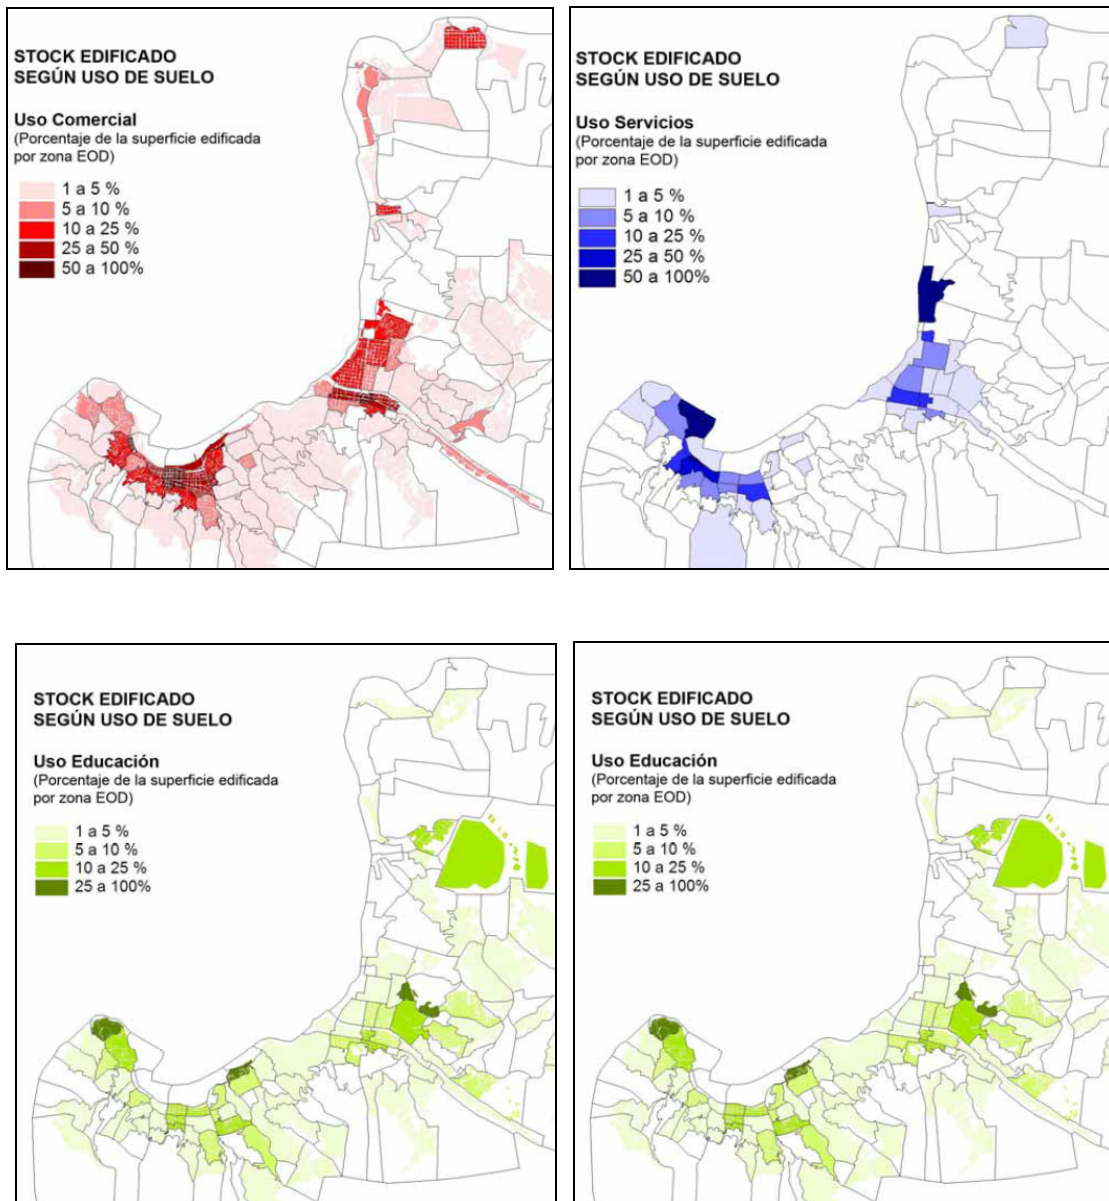 STOCK EDIFICADO
SEGÚN USO DE SUELO
Uso Comercial
(Porcentaje de la superficie edificada
por zona EOD)
1 a 5 %
5 a 10 %
10 a 25 %
25 a 50 %
50 a 100%
STOCK EDIFICADO
SEGÚN USO DE SUELO
Uso Servicios
(Porcentaje de la superficie edificada
por zona EOD)
1 a 5 %
5 a 10 %
10 a 25 %
25 a 50 %
50 a 100%
STOCK EDIFICADO
SEGÚN USO DE SUELO
Uso Educación
(Porcentaje de la superficie edificada
por zona EOD)
1 a 5 %
5 a 10 %
10 a 25 %
25 a 100%
STOCK EDIFICADO
SEGÚN USO DE SUELO
Uso Educación
(Porcentaje de la superficie edificada
por zona EOD)
1 a 5 %
5 a 10 %
10 a 25 %
25 a 100%